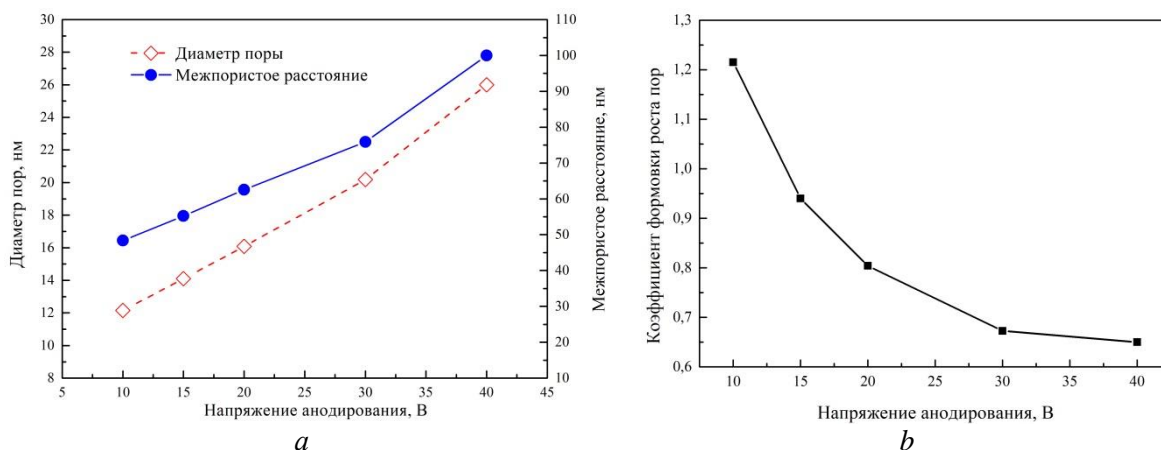 Диаметр пор, нм
30
28
26
24
22
20
18
16
14
12
10
8
Диаметр поры
Межпористое расстояние
110
100
90
80
70
60
50
40
30
20
10
Межпористое расстояние, нм
5 10 15 20 25 30 35 40 45
Напряжение анодирования, В
a
Коэффициент формовки роста пор
1,3
1,2
1,1
1,0
0,9
0,8
0,7
0,6
10 15 20 25 30 35 40
Напряжение анодирования, В
b